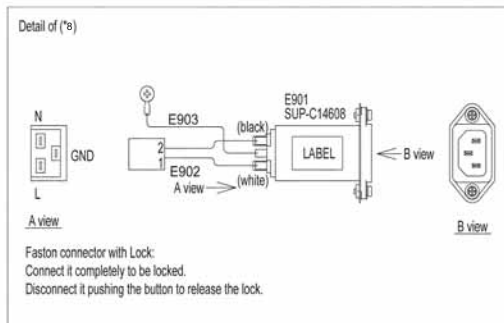 Detail of (*8)
N
GND
L
A view
E903
2
1
E902
A view
(black)
(white)
E901
SUP-C14608
LABEL
B view
B view
Faston connector with Lock:
Connect it completely to be locked.
Disconnect it pushing the button to release the lock.